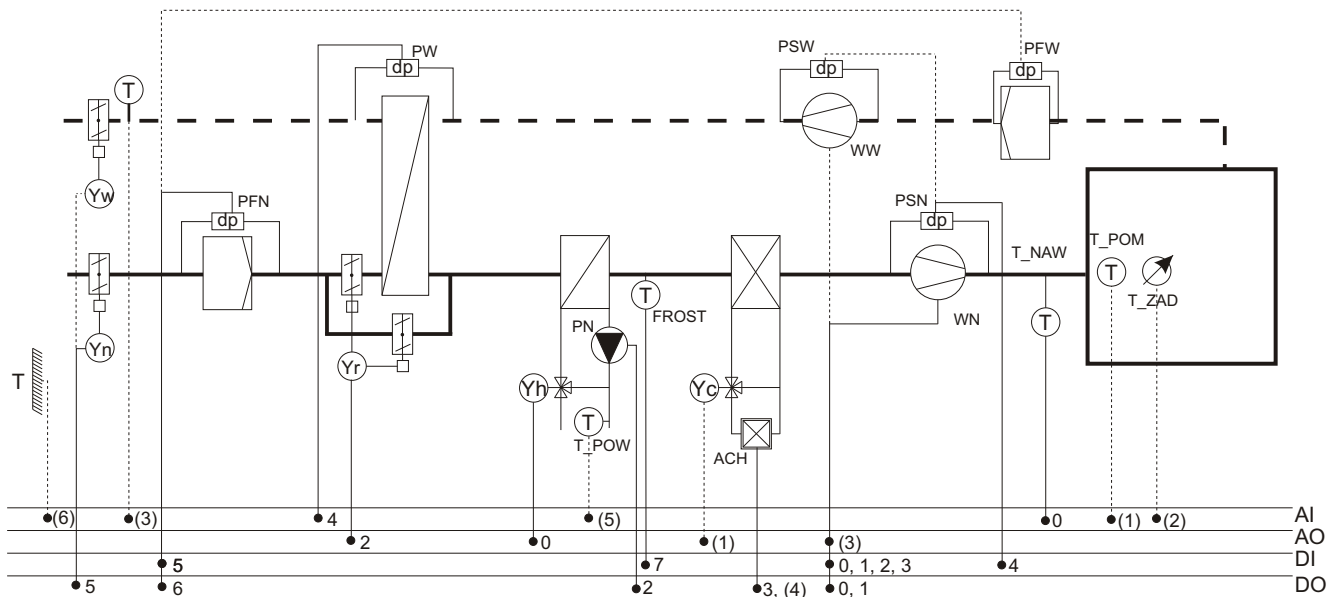 PW
dp
PSW
dp
PFW
dp
T
WW
Yw
PFN
dp
PSN
dp
T_POM
T
T_NAW
T_ZAD
T
FROST
WN
T
PN
Yn
Yr
T
Yh
Yc
T
T_POW
ACH
(6)
(3)
4
(5)
0
(1)
(2)
AI
2
0
(1)
(3)
AO
5
7
0, 1, 2, 3
4
DI
5
6
2
3, (4)
0, 1
DO